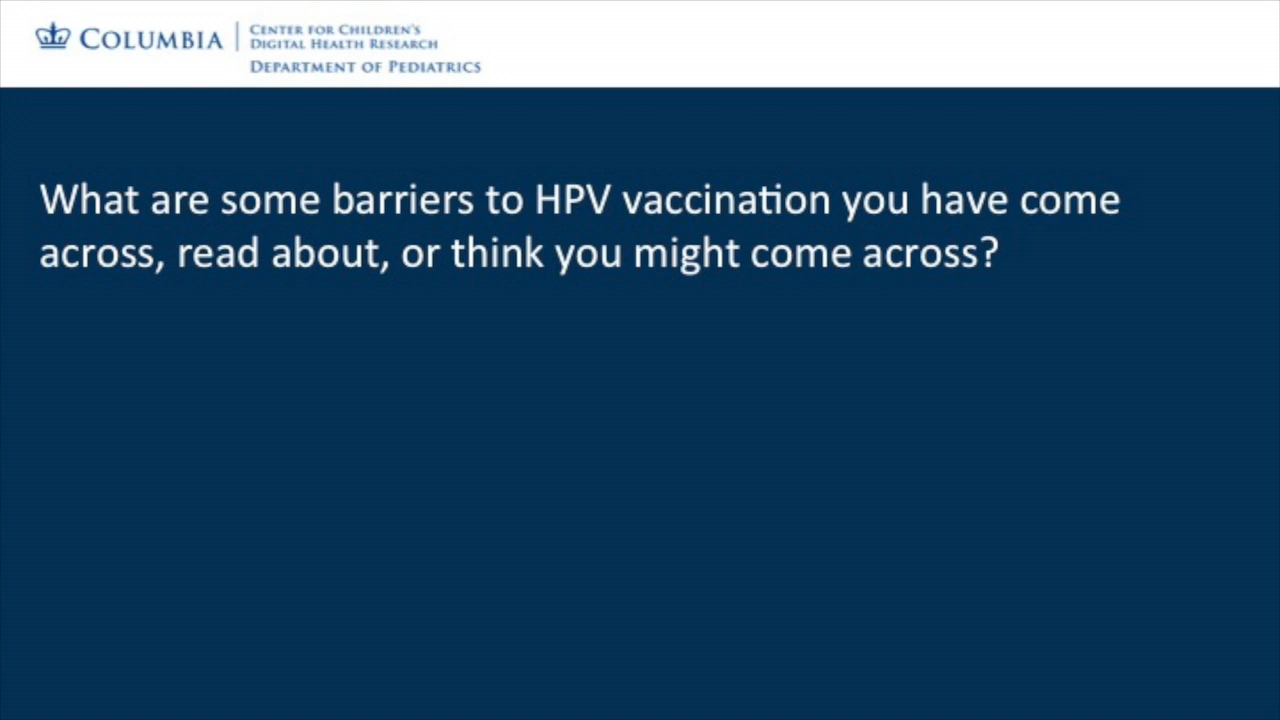 COLUMBIA
CENTER FOR CHILDREN'S
DIGITAL HEALTH RESEARCH
DEPARTMENT OF PEDIATRICS
What are some barriers to HPV vaccination you have come
across, read about, or think you might come across?